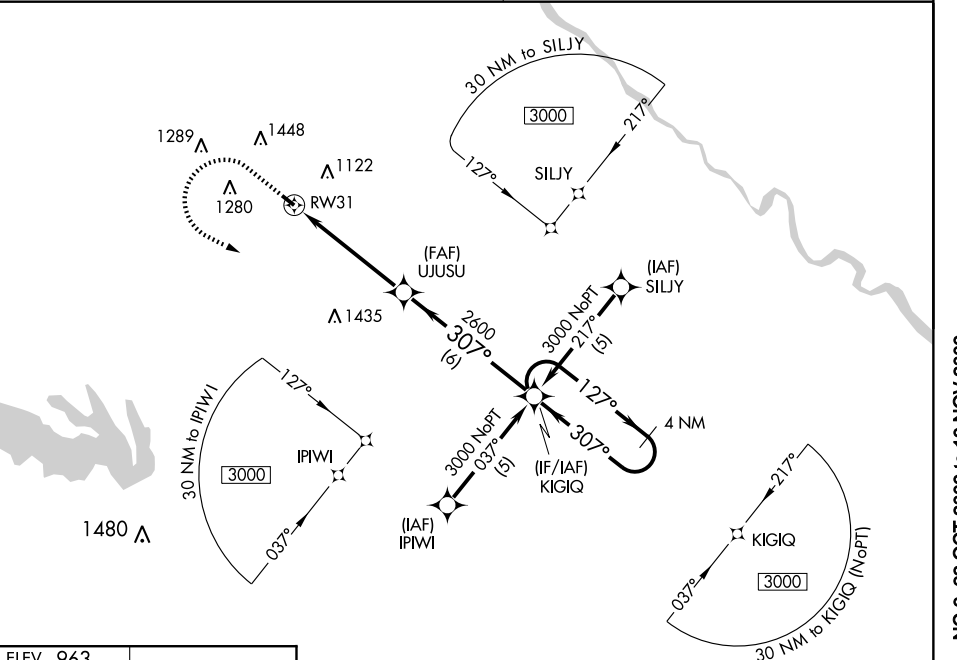 30 NM to SILJY
3000
217°
127°
SILJY
1289
1448
1122
1280
RW31
(FAF)
UJUSU
(IAF)
SILJY
1435
2600
307°
(6)
3000 NoPT
217°
(5)
127°
307°
4 NM
3000 NoPT
037°
(5)
(IF/IAF)
KIGIQ
(IAF)
IPIWI
30 NM to IPIWI
127°
IPIWI
3000
037°
1480
217°
KIGIQ
3000
037°
30 NM to KIGIQ (NoPT)
ELEV 963